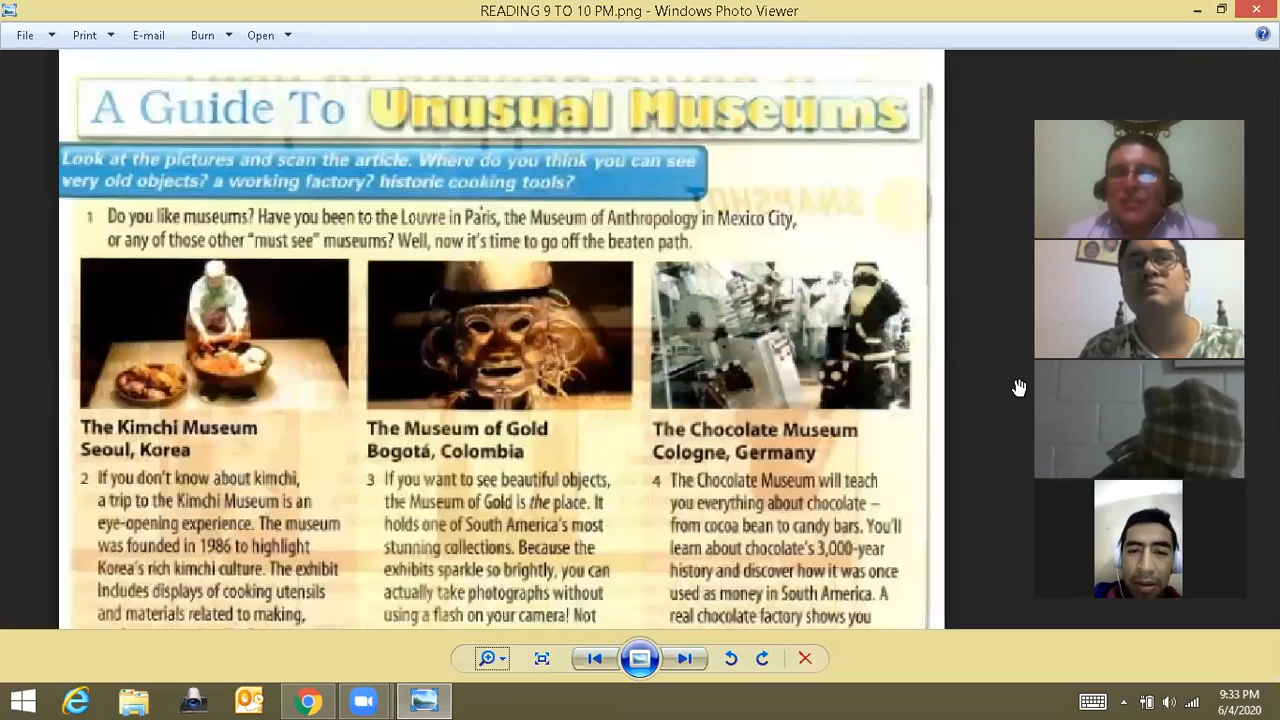 READING 9 TO 10 PM.png - Windows Photo Viewer
File Print E-mail Burn Open
A Guide To Unusual Museums
Look at the pictures and scan the article. Where do you think you can see
very old objects? a working factory? historic cooking tools?
SNAPSHOT
1 Do you like museums? Have you been to the Louvre in Paris, the Museum of Anthropology in Mexico City,
or any of those other “must see” museums? Well, now it's time to go off the beaten path.
The Kimchi Museum
Seoul, Korea
2 If you don't know about kimchi,
a trip to the Kimchi Museum is an
eye-opening experience. The museum
was founded in 1986 to highlight
Korea's rich kimchi culture. The exhibit
includes displays of cooking utensils
and materials related to making,
The Museum of Gold
Bogotá, Colombia
3 If you want to see beautiful objects,
the Museum of Gold is the place. It
holds one of South America's most
stunning collections. Because the
exhibits sparkle so brightly, you can
actually take photographs without
using a flash on your camera! Not
The Chocolate Museum
Cologne, Germany
4 The Chocolate Museum will teach
you everything about chocolate –
from cocoa bean to candy bars. You'll
learn about chocolate's 3,000-year
history and discover how it was once
used as money in South America. A
real chocolate factory shows you
9:33 PM
6/4/2020